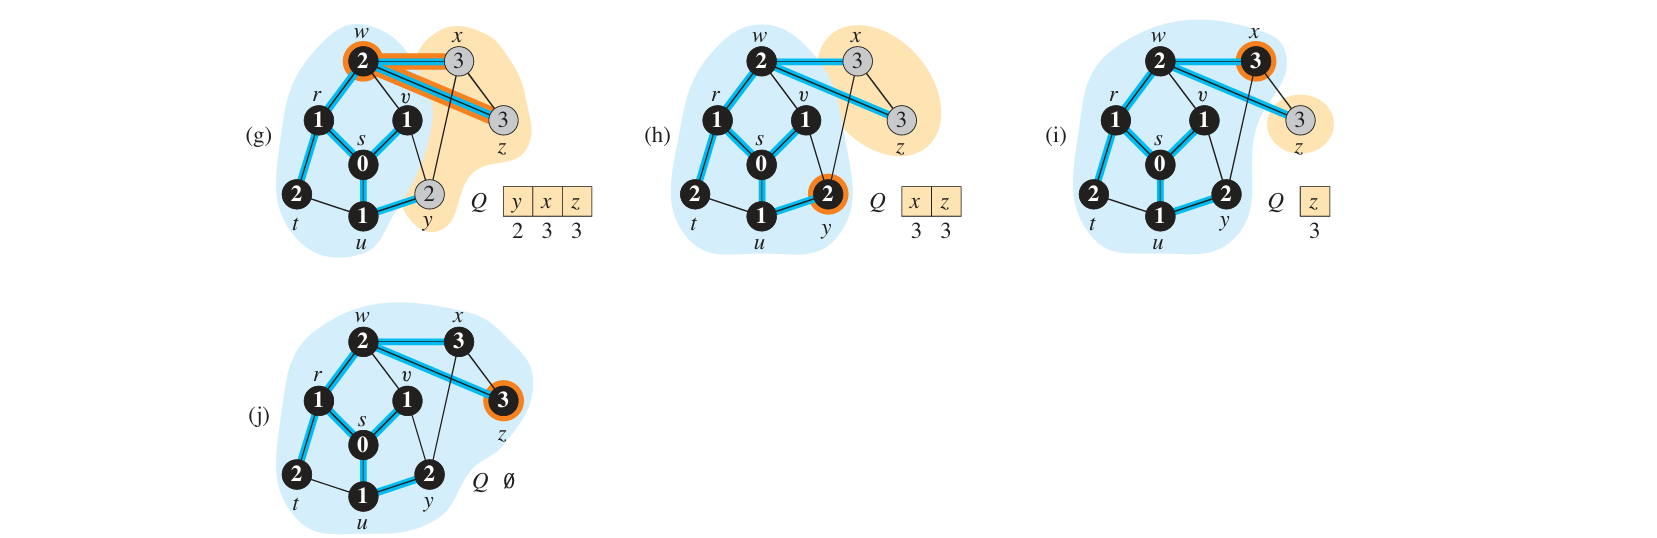 w x w x w x
2 3 2 3 2 3
r v r v r v
1 1 3 1 1 3 1 1 3
(g) s z (h) s z (i) s z
0 0 0
2 2 Q y x z 2 2 Q x z 2 2 Q z
t 1 y 2 3 3 t 1 y 3 3 t 1 y 3
u u u
w x
2 3
r v
1 1 3
(j) s z
0
2 2 Q ∅
t 1 y
u